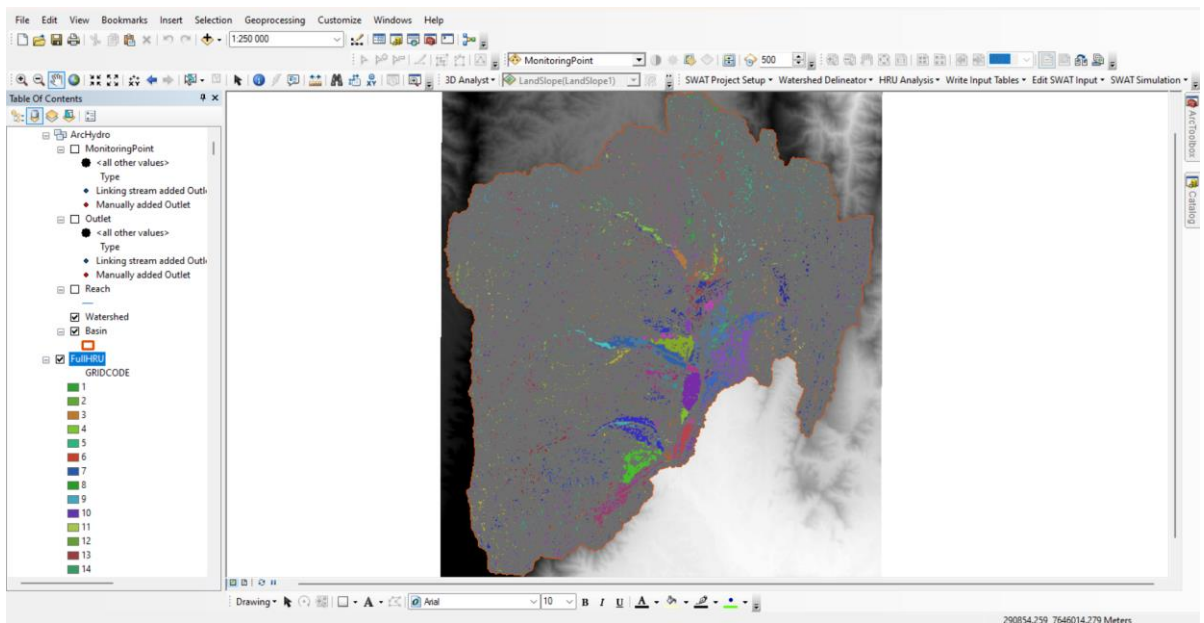 File Edit View Bookmarks Insert Selection Geoprocessing Customize Windows Help
1:250 000
MonitoringPoint 500
3D Analyst LandSlope(LandSlope1) SWAT Project Setup Watershed Delineator HRU Analysis Write Input Tables Edit SWAT Input SWAT Simulation
Table Of Contents
ArcHydro
MonitoringPoint
<all other values>
Type
Linking stream added Outl
Manually added Outlet
Outlet
<all other values>
Type
Linking stream added Outl
Manually added Outlet
Reach
Watershed
Basin
FullHRU
GRIDCODE
1
2
3
4
5
6
7
8
9
10
11
12
13
14
ArcToolbox
Catalog
Drawing A Arial 10 B I U A
290854,259 7646014,279 Meters